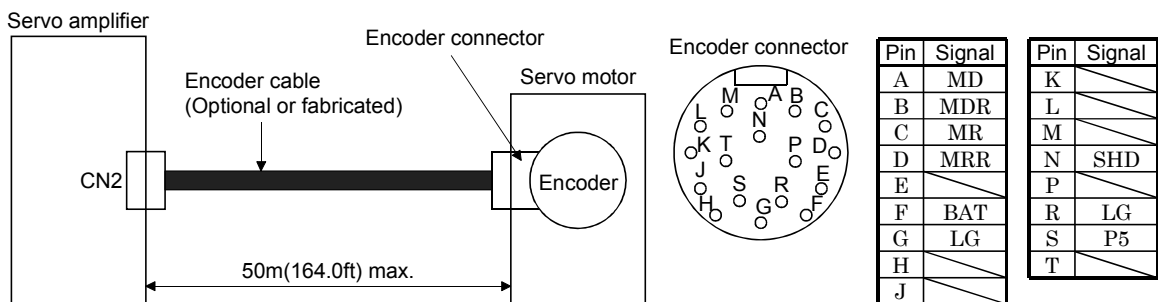 Servo amplifier
CN2
Encoder cable
(Optional or fabricated)
50m(164.0ft) max.
Encoder connector
Servo motor
Encoder
Encoder connector
A
B
C
D
E
F
G
H
J
K
L
M
N
P
R
S
T
Pin Signal
A MD
B MDR
C MR
D MRR
E
F BAT
G LG
H
J
Pin Signal
K
L
M
N SHD
P
R LG
S P5
T